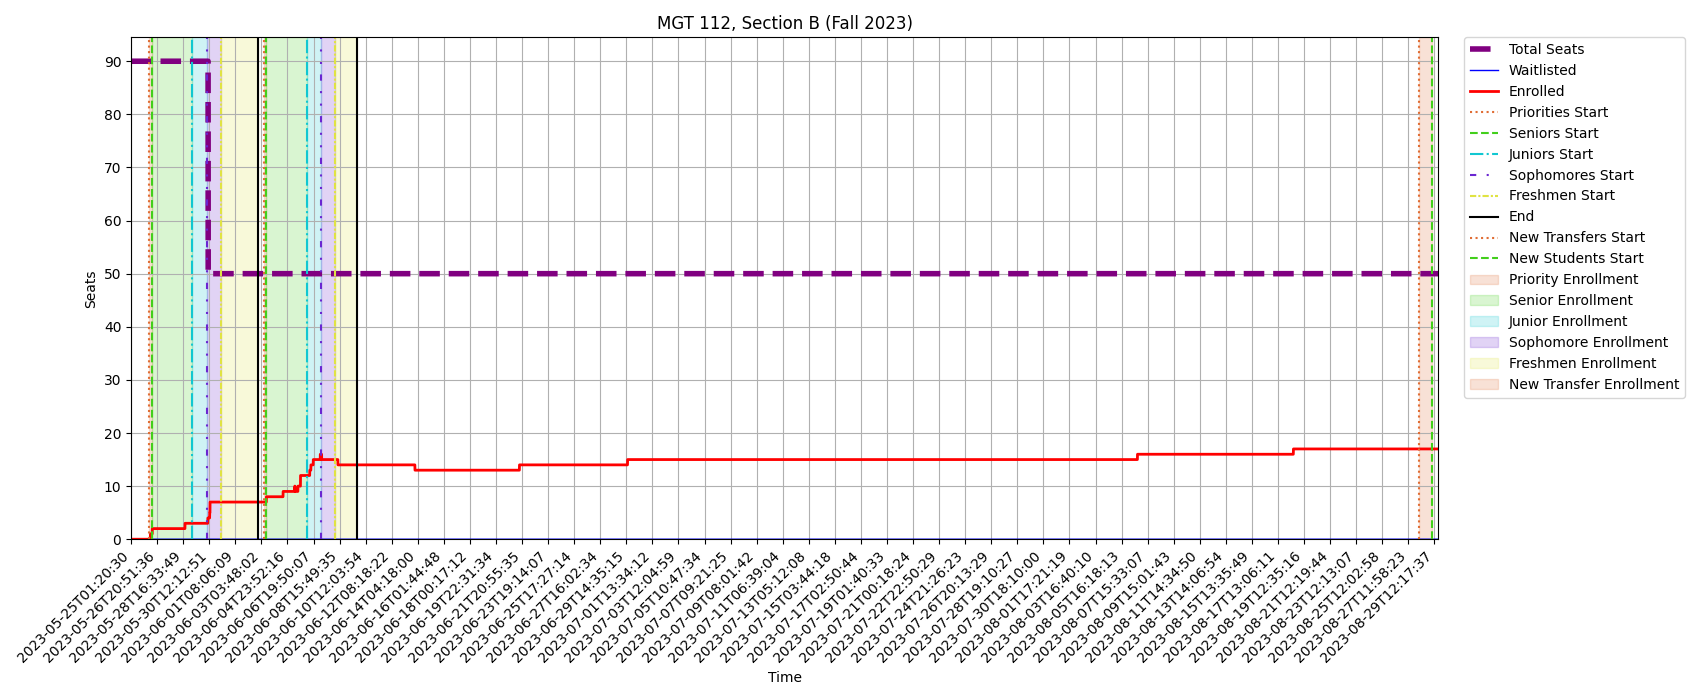 MGT 112, Section B (Fall 2023)
Seats
90
80
70
60
50
40
30
20
10
0
2023-05-25T01:20:30
2023-05-26T20:51:36
2023-05-28T16:33:49
2023-05-30T12:12:51
2023-06-01T08:06:09
2023-06-03T03:48:02
2023-06-04T23:52:16
2023-06-06T19:50:07
2023-06-08T15:49:35
2023-06-10T12:03:54
2023-06-12T08:18:22
2023-06-14T04:18:00
2023-06-16T01:44:48
2023-06-18T00:17:12
2023-06-19T22:31:34
2023-06-21T20:55:35
2023-06-23T19:14:07
2023-06-25T17:27:14
2023-06-27T16:02:34
2023-06-29T14:35:15
2023-07-01T13:34:12
2023-07-03T12:04:59
2023-07-05T10:47:34
2023-07-07T09:21:25
2023-07-09T08:01:42
2023-07-11T06:39:04
2023-07-13T05:12:08
2023-07-15T03:44:18
2023-07-17T02:50:44
2023-07-19T01:40:33
2023-07-21T00:18:24
2023-07-22T22:50:29
2023-07-24T21:26:23
2023-07-26T20:13:29
2023-07-28T19:10:27
2023-07-30T18:10:00
2023-08-01T17:21:19
2023-08-03T16:40:10
2023-08-05T16:18:13
2023-08-07T15:33:07
2023-08-09T15:01:43
2023-08-11T14:34:50
2023-08-13T14:06:54
2023-08-15T13:35:49
2023-08-17T13:06:11
2023-08-19T12:35:16
2023-08-21T12:19:44
2023-08-23T12:13:07
2023-08-25T12:02:58
2023-08-27T11:58:23
2023-08-29T12:17:37
Time
Total Seats
Waitlisted
Enrolled
Priorities Start
Seniors Start
Juniors Start
Sophomores Start
Freshmen Start
End
New Transfers Start
New Students Start
Priority Enrollment
Senior Enrollment
Junior Enrollment
Sophomore Enrollment
Freshmen Enrollment
New Transfer Enrollment